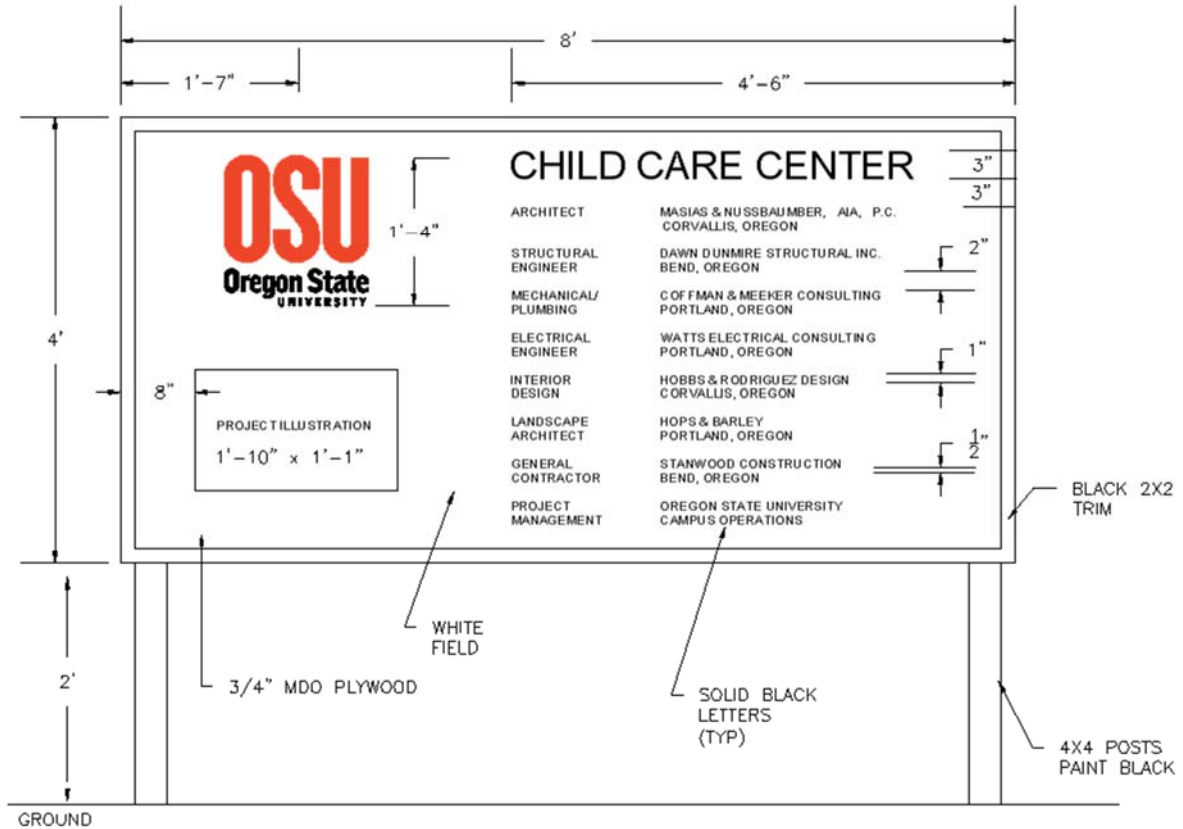 8'
1'-7"
4'-6"
OSU
Oregon State
UNIVERSITY
1'-4"
CHILD CARE CENTER
3"
3"
ARCHITECT
MASIAS & NUSSBAUMBER, AIA, P.C.
CORVALLIS, OREGON
STRUCTURAL
ENGINEER
DAWN DUNMIRE STRUCTURAL INC.
BEND, OREGON
2"
MECHANICAL/
PLUMBING
COFFMAN & MEEKER CONSULTING
PORTLAND, OREGON
ELECTRICAL
ENGINEER
WATTS ELECTRICAL CONSULTING
PORTLAND, OREGON
1"
INTERIOR
DESIGN
HOBBS & RODRIGUEZ DESIGN
CORVALLIS, OREGON
LANDSCAPE
ARCHITECT
HOPS & BARLEY
PORTLAND, OREGON
1"
2
GENERAL
CONTRACTOR
STANWOOD CONSTRUCTION
BEND, OREGON
PROJECT
MANAGEMENT
OREGON STATE UNIVERSITY
CAMPUS OPERATIONS
4'
8"
PROJECT ILLUSTRATION
1'-10" x 1'-1"
BLACK 2X2
TRIM
WHITE
FIELD
3/4" MDO PLYWOOD
2'
SOLID BLACK
LETTERS
(TYP)
4X4 POSTS
PAINT BLACK
GROUND